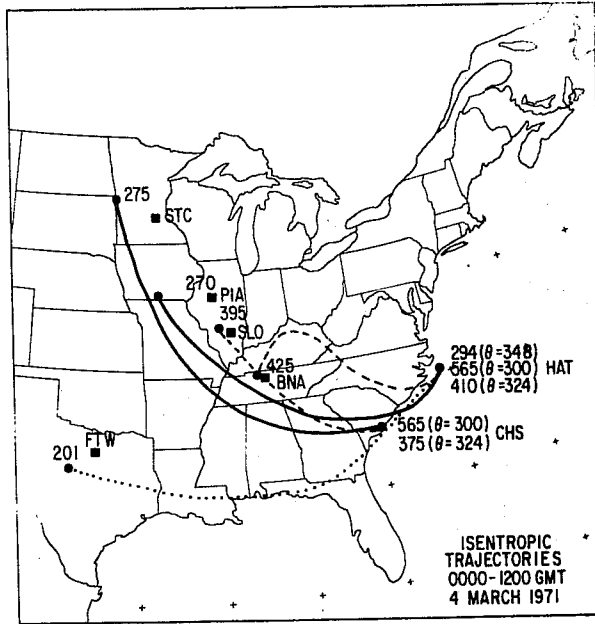 275
STC
270
PIA
395
SLO
425
BNA
294 (θ=348)
565 (θ=300) HAT
410 (θ=324)
565 (θ=300)
375 (θ=324) CHS
FTW
201
ISENTROPIC
TRAJECTORIES
0000-1200 GMT
4 MARCH 1971